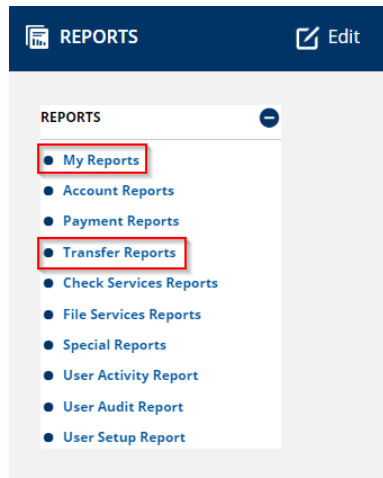 REPORTS
Edit
REPORTS
My Reports
Account Reports
Payment Reports
Transfer Reports
Check Services Reports
File Services Reports
Special Reports
User Activity Report
User Audit Report
User Setup Report